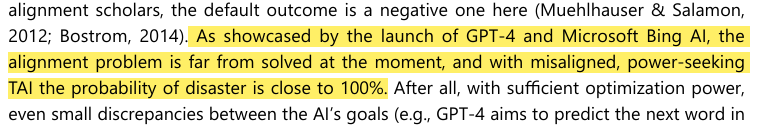 alignment scholars, the default outcome is a negative one here (Muehlhauser & Salamon,
2012; Bostrom, 2014). As showcased by the launch of GPT-4 and Microsoft Bing AI, the
alignment problem is far from solved at the moment, and with misaligned, power-seeking
TAI the probability of disaster is close to 100%. After all, with sufficient optimization power,
even small discrepancies between the AI's goals (e.g., GPT-4 aims to predict the next word in